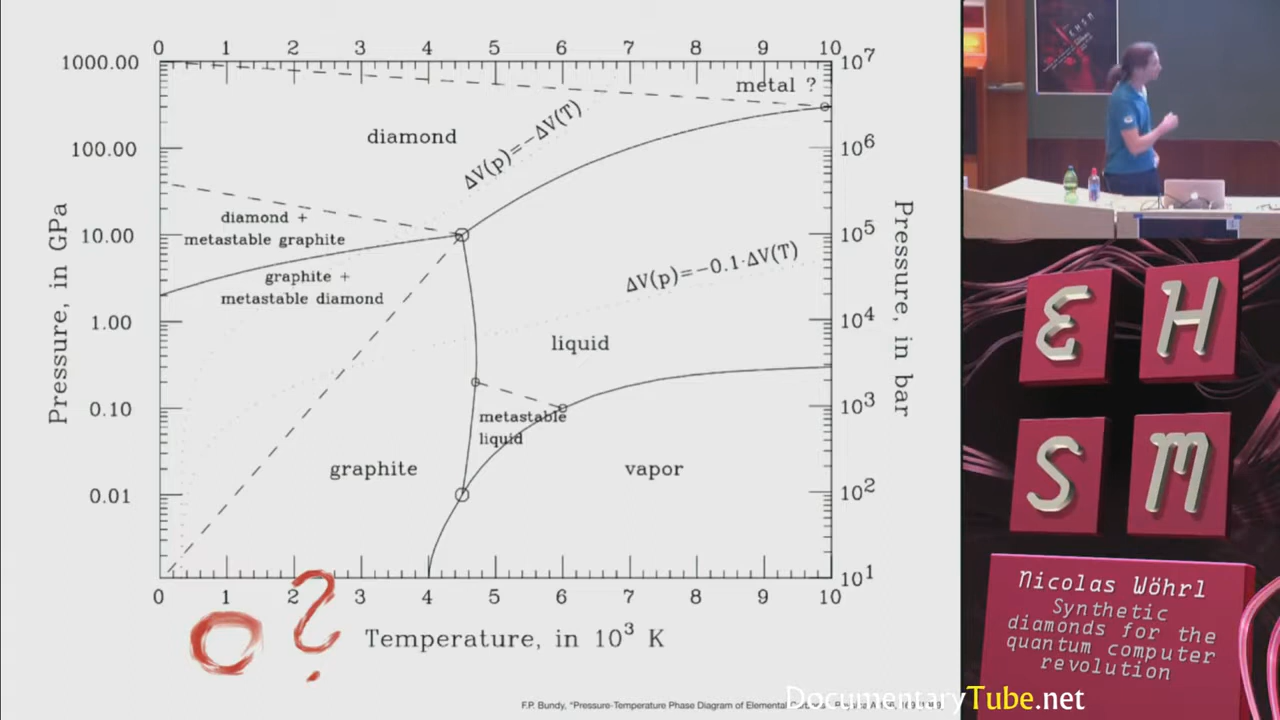 0 1 2 3 4 5 6 7 8 9 10
1000.00
100.00
10.00
1.00
0.10
0.01
Pressure, in GPa
10⁷
10⁶
10⁵
10⁴
10³
10²
10¹
Pressure, in bar
metal ?
diamond
ΔV(p)=−ΔV(T)
diamond +
metastable graphite
graphite +
metastable diamond
ΔV(p)=−0.1·ΔV(T)
liquid
metastable
liquid
graphite
vapor
0 1 2 3 4 5 6 7 8 9 10
O ?
Temperature, in 10³ K
F.P. Bundy, "Pressure-Temperature Phase Diagram of Elemental
EHSM
E H
S M
Nicolas Wöhrl
Synthetic
diamonds for the
quantum computer
revolution
DocumentaryTube.net